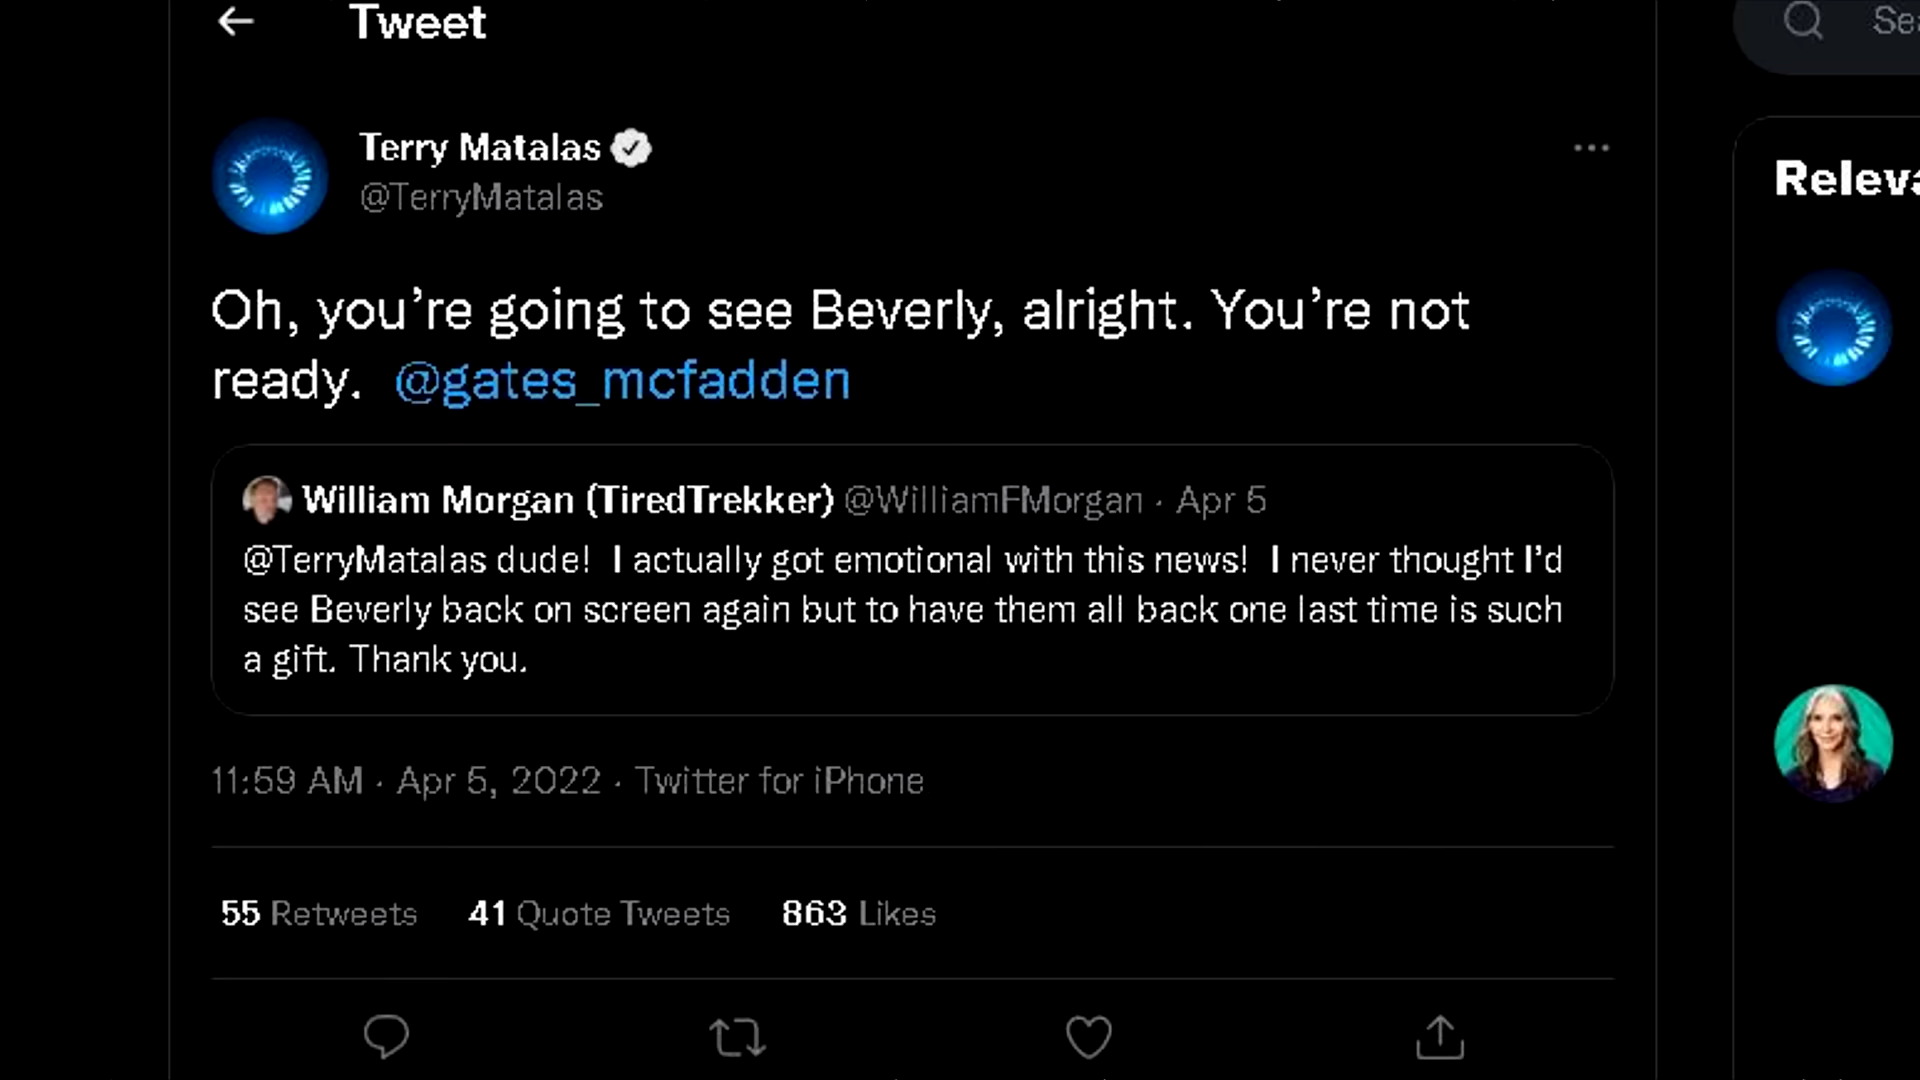 Tweet
Terry Matalas
@TerryMatalas
Oh, you’re going to see Beverly, alright. You’re not
ready. @gates_mcfadden
William Morgan (TiredTrekker) @WilliamFMorgan · Apr 5
@TerryMatalas dude! I actually got emotional with this news! I never thought I’d
see Beverly back on screen again but to have them all back one last time is such
a gift. Thank you.
11:59 AM · Apr 5, 2022 · Twitter for iPhone
55 Retweets 41 Quote Tweets 863 Likes